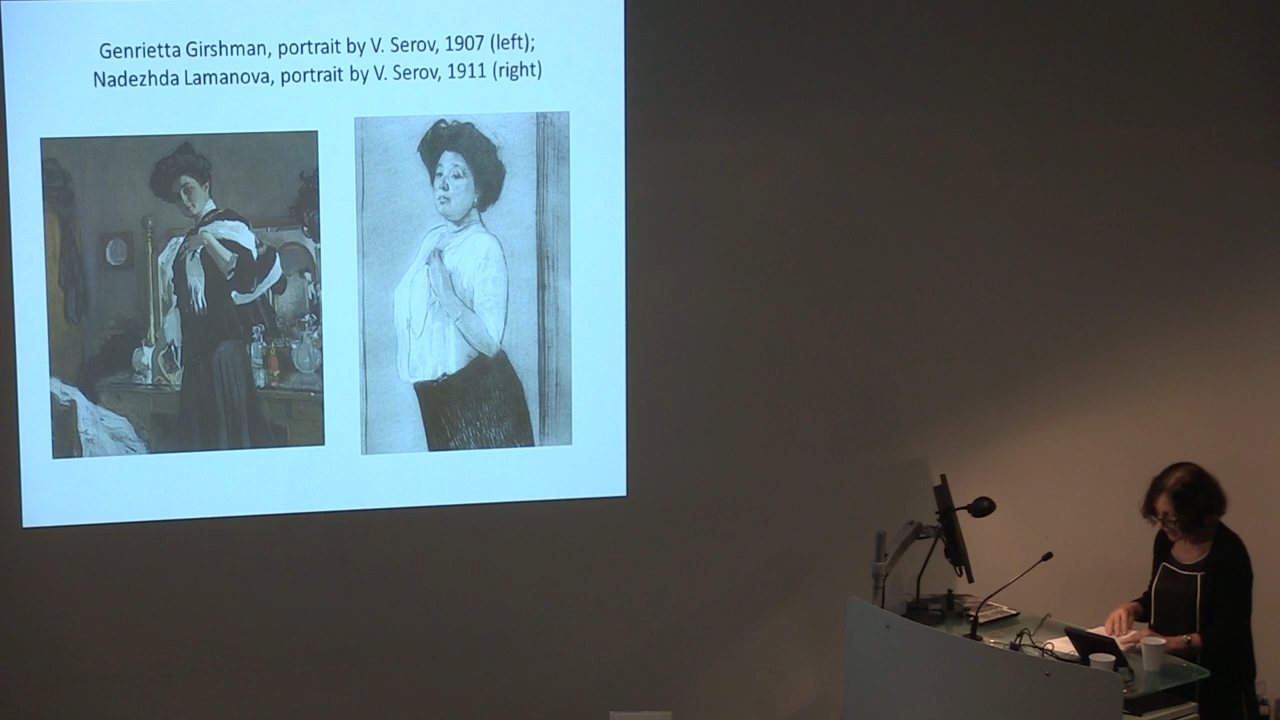 Genrietta Girshman, portrait by V. Serov, 1907 (left);
Nadezhda Lamanova, portrait by V. Serov, 1911 (right)